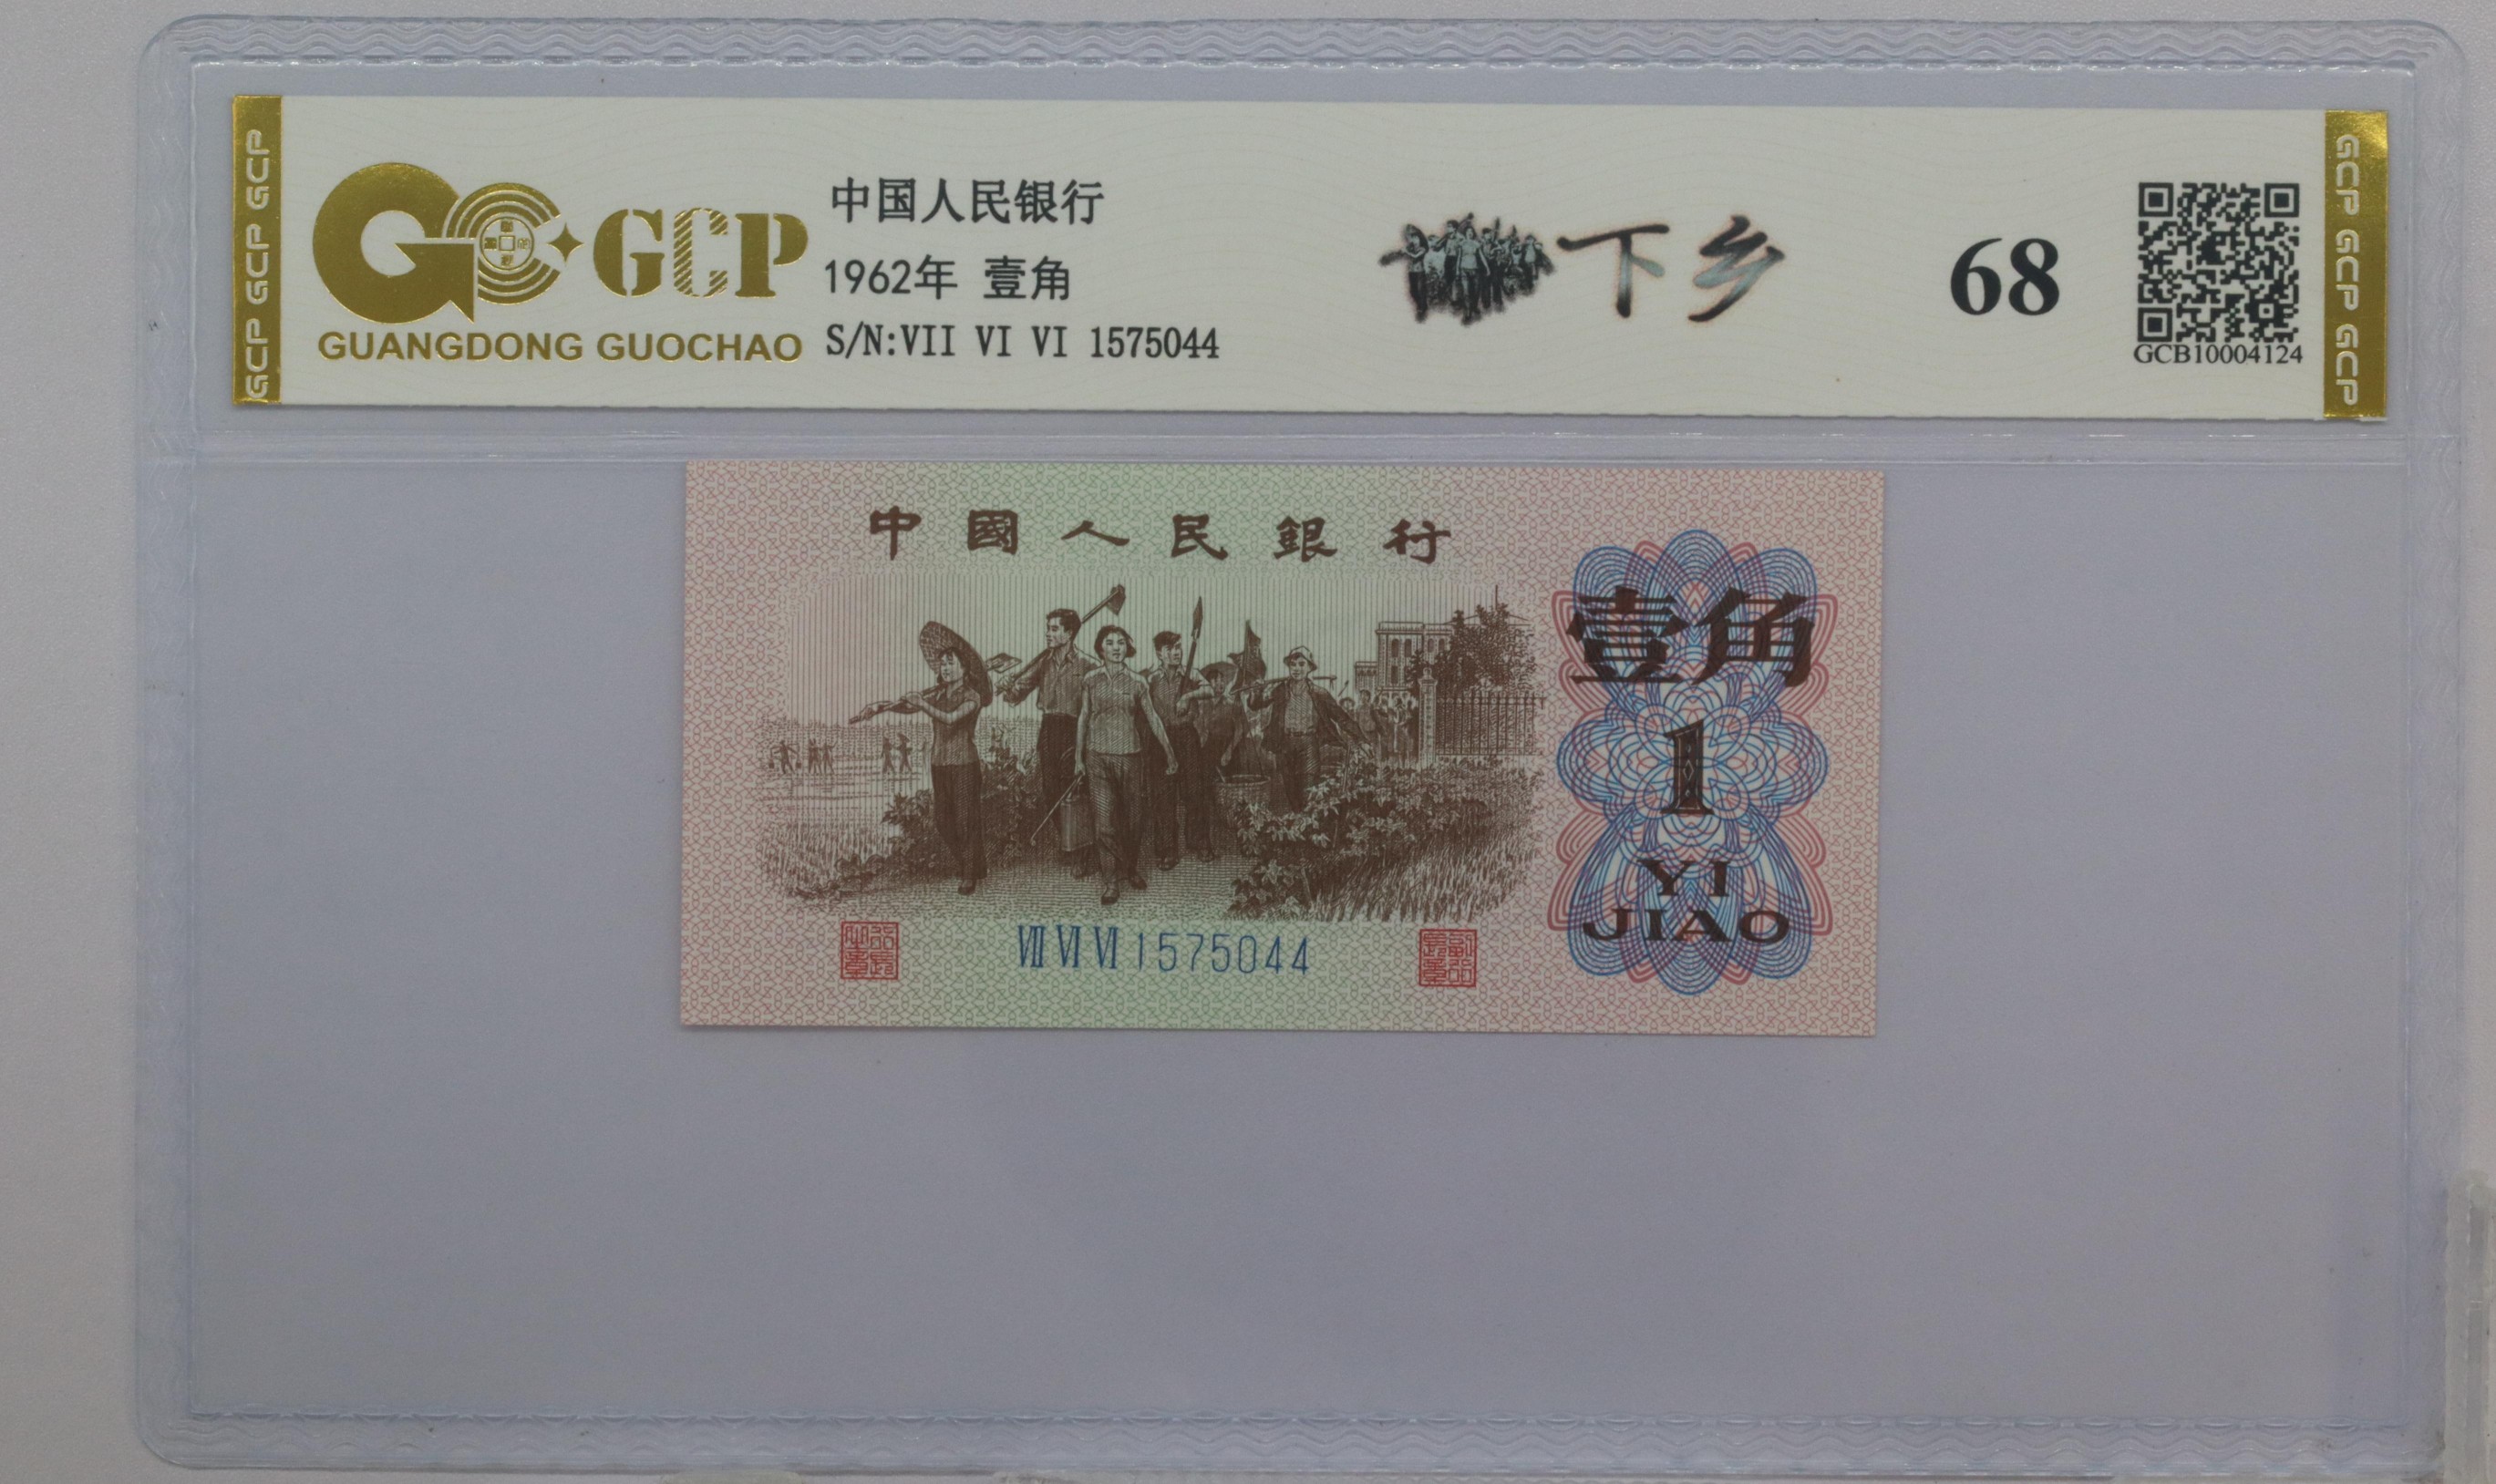 GCP GCP GCP
GCP
GUANGDONG GUOCHAO
中国人民银行
1962年 壹角
S/N:VII VI VI 1575044
下乡
68
GCB10004124
GCP GCP GCP
中國人民銀行
壹角
1
YI
JIAO
VII VI VI 1575044